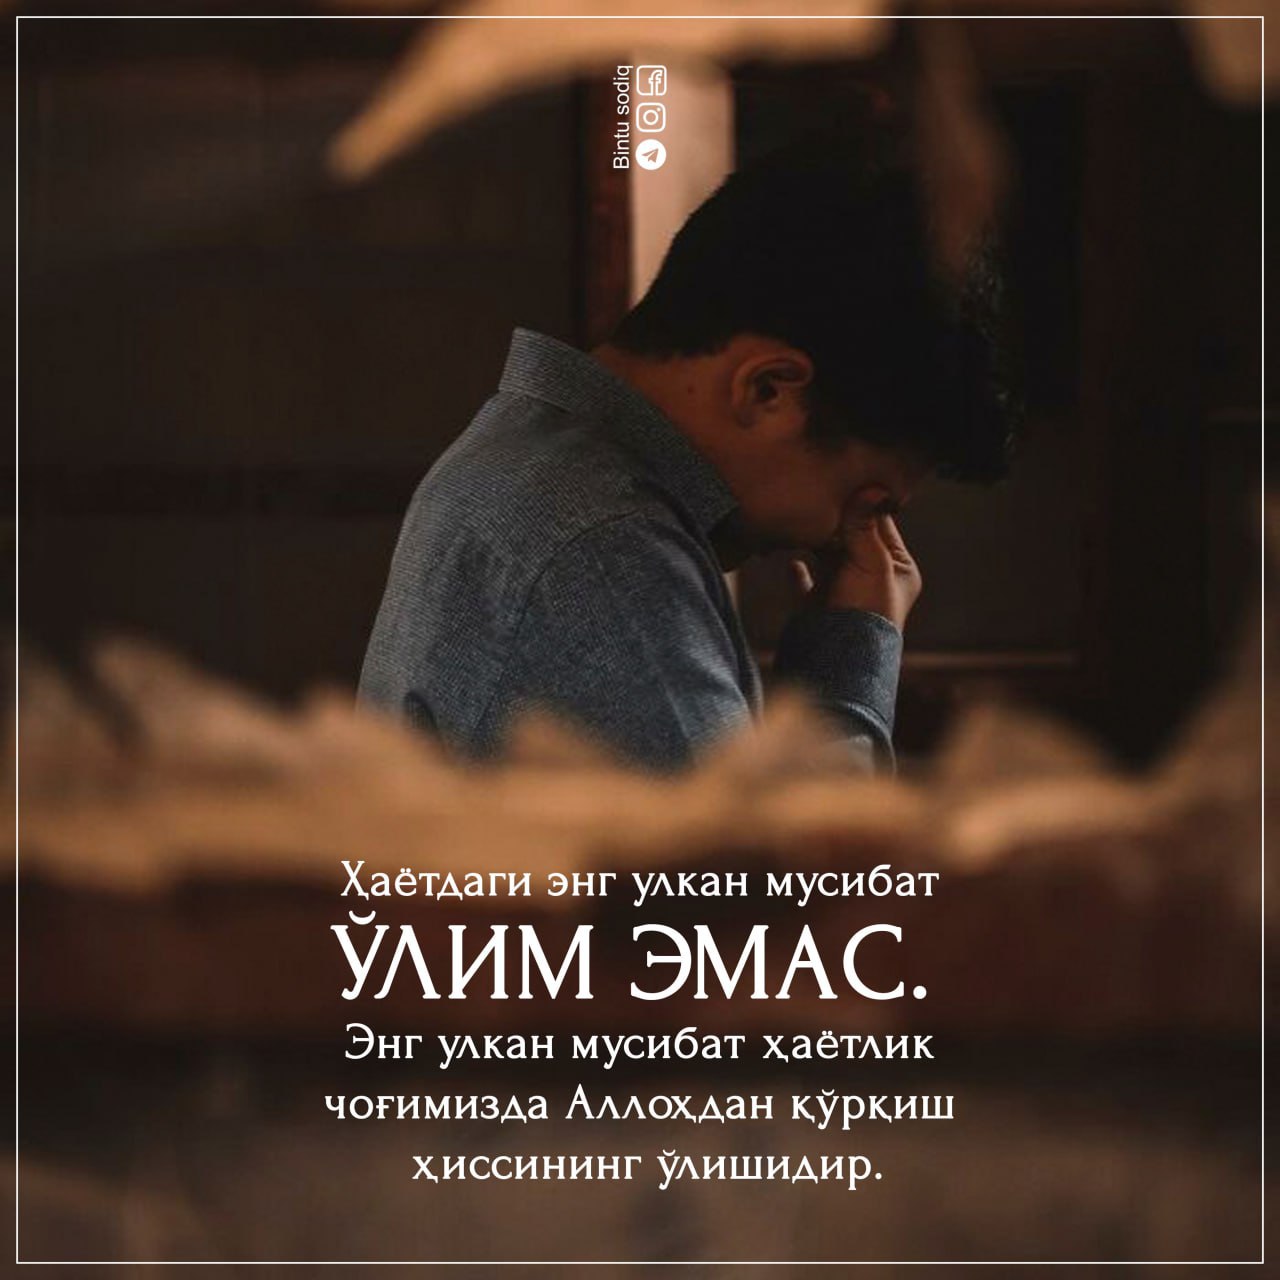 Bintu sodiq
Ҳаётдаги энг улкан мусибат
ЎЛИМ ЭМАС.
Энг улкан мусибат ҳаётлик
чоғимизда Аллоҳдан қўрқиш
ҳиссининг ўлишидир.